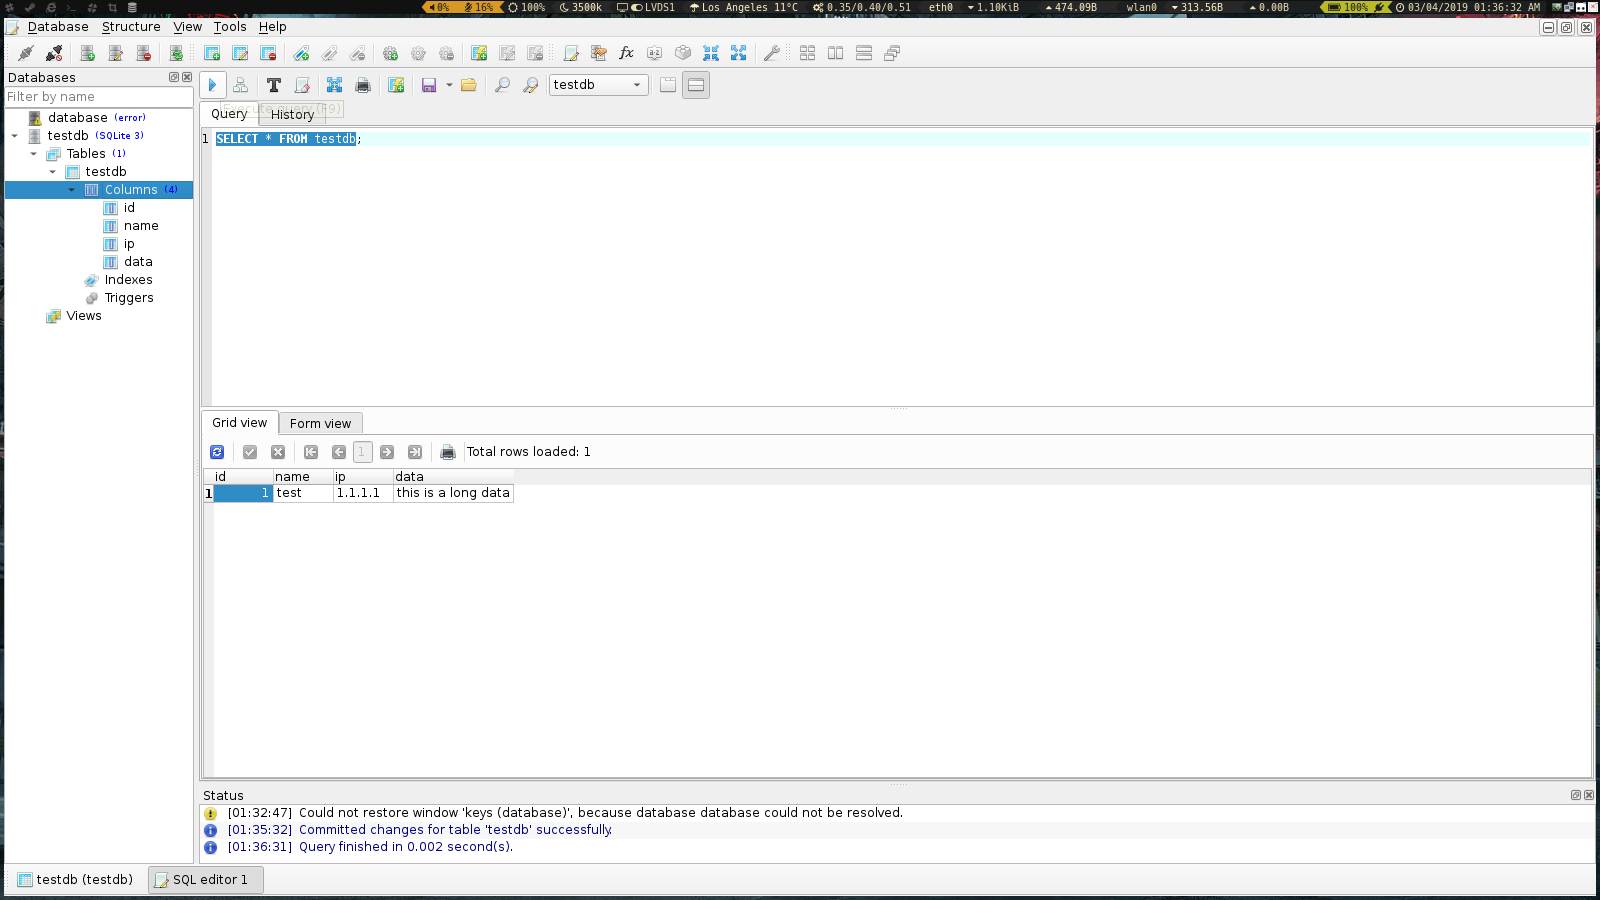 0% 16% 100% 3500k LVDS1 Los Angeles 11°C 0.35/0.40/0.51 eth0 1.10KiB 474.09B wlan0 313.56B 0.00B 100% 03/04/2019 01:36:32 AM
Database Structure View Tools Help
Databases
Filter by name
database (error)
testdb (SQLite 3)
Tables (1)
testdb
Columns (4)
id
name
ip
data
Indexes
Triggers
Views
testdb
Execute query (F9)
Query History
1 SELECT * FROM testdb;
Grid view Form view
1 Total rows loaded: 1
id name ip data
1 1 test 1.1.1.1 this is a long data
Status
[01:32:47] Could not restore window 'keys (database)', because database database could not be resolved.
[01:35:32] Committed changes for table 'testdb' successfully.
[01:36:31] Query finished in 0.002 second(s).
testdb (testdb) SQL editor 1